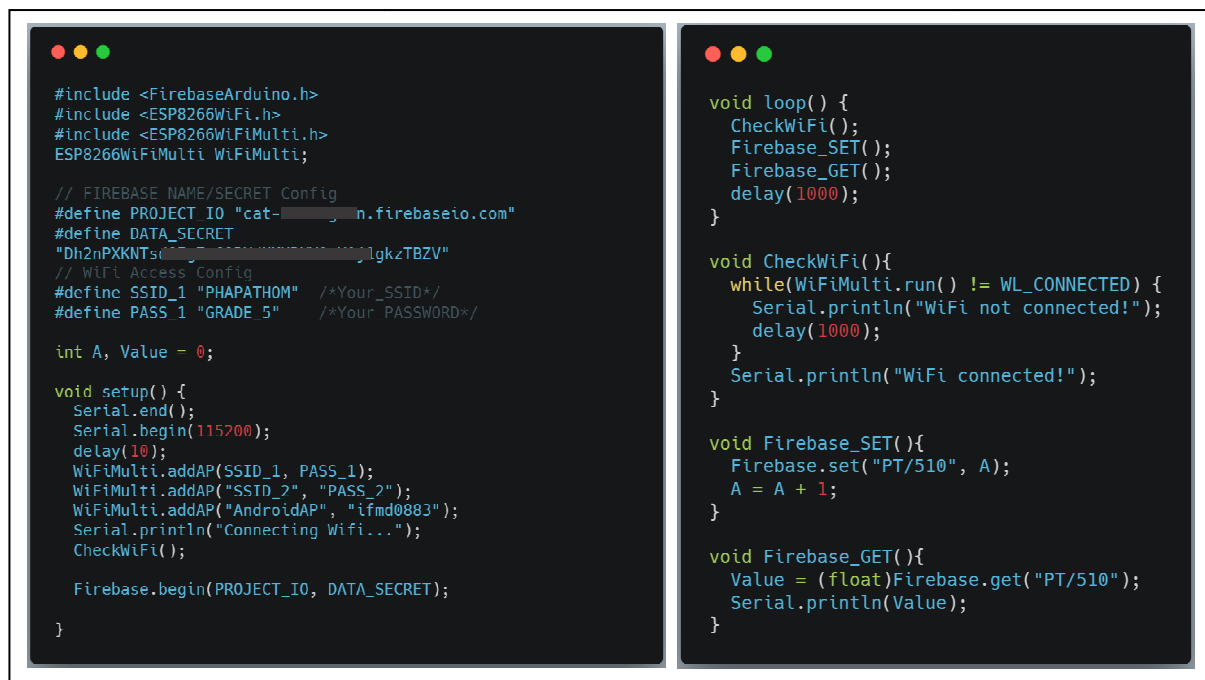 #include <FirebaseArduino.h>
#include <ESP8266WiFi.h>
#include <ESP8266WiFiMulti.h>
ESP8266WiFiMulti WiFiMulti;
// FIREBASE NAME/SECRET Config
#define PROJECT_IO "cat- n.firebaseio.com"
#define DATA_SECRET
"Dh2nPXKNTs lgkzTBZV"
// WiFi Access Config
#define SSID_1 "PHAPATHOM" /*Your_SSID*/
#define PASS_1 "GRADE_5" /*Your PASSWORD*/
int A, Value = 0;
void setup() {
Serial.end();
Serial.begin(115200);
delay(10);
WiFiMulti.addAP(SSID_1, PASS_1);
WiFiMulti.addAP("SSID_2", "PASS_2");
WiFiMulti.addAP("AndroidAP", "ifmd0883");
Serial.println("Connecting Wifi...");
CheckWiFi();
Firebase.begin(PROJECT_IO, DATA_SECRET);
}
void loop() {
CheckWiFi();
Firebase_SET();
Firebase_GET();
delay(1000);
}
void CheckWiFi(){
while(WiFiMulti.run() != WL_CONNECTED) {
Serial.println("WiFi not connected!");
delay(1000);
}
Serial.println("WiFi connected!");
}
void Firebase_SET(){
Firebase.set("PT/510", A);
A = A + 1;
}
void Firebase_GET(){
Value = (float)Firebase.get("PT/510");
Serial.println(Value);
}